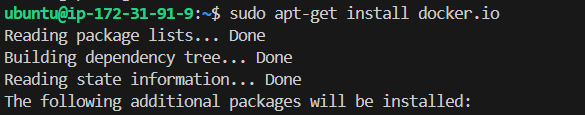 ubuntu@ip-172-31-91-9:~$ sudo apt-get install docker.io
Reading package lists... Done
Building dependency tree... Done
Reading state information... Done
The following additional packages will be installed: